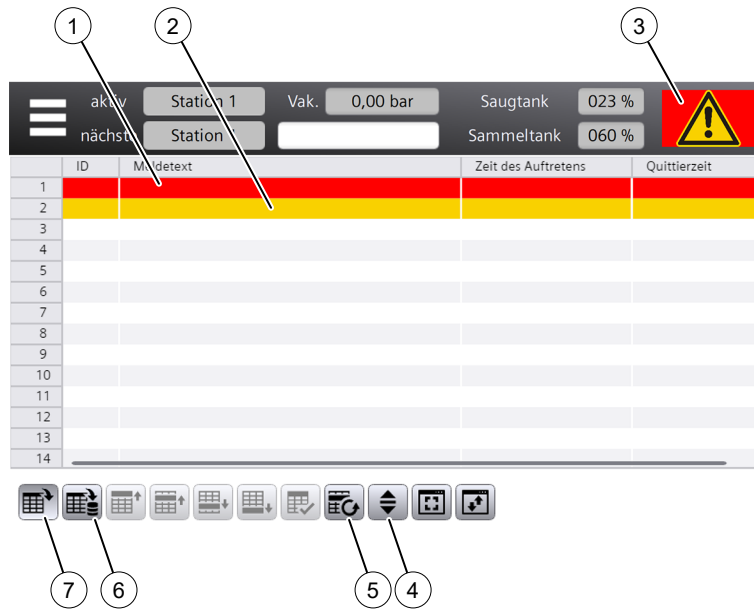 1 2 3
aktiv Station 1 Vak. 0,00 bar Saugtank 023 %
Station Sammeltank 060 %
ID Meldetext Zeit des Auftretens Quittierzeit
1
2
3
4
5
6
7
8
9
10
11
12
13
14
7 6 5 4